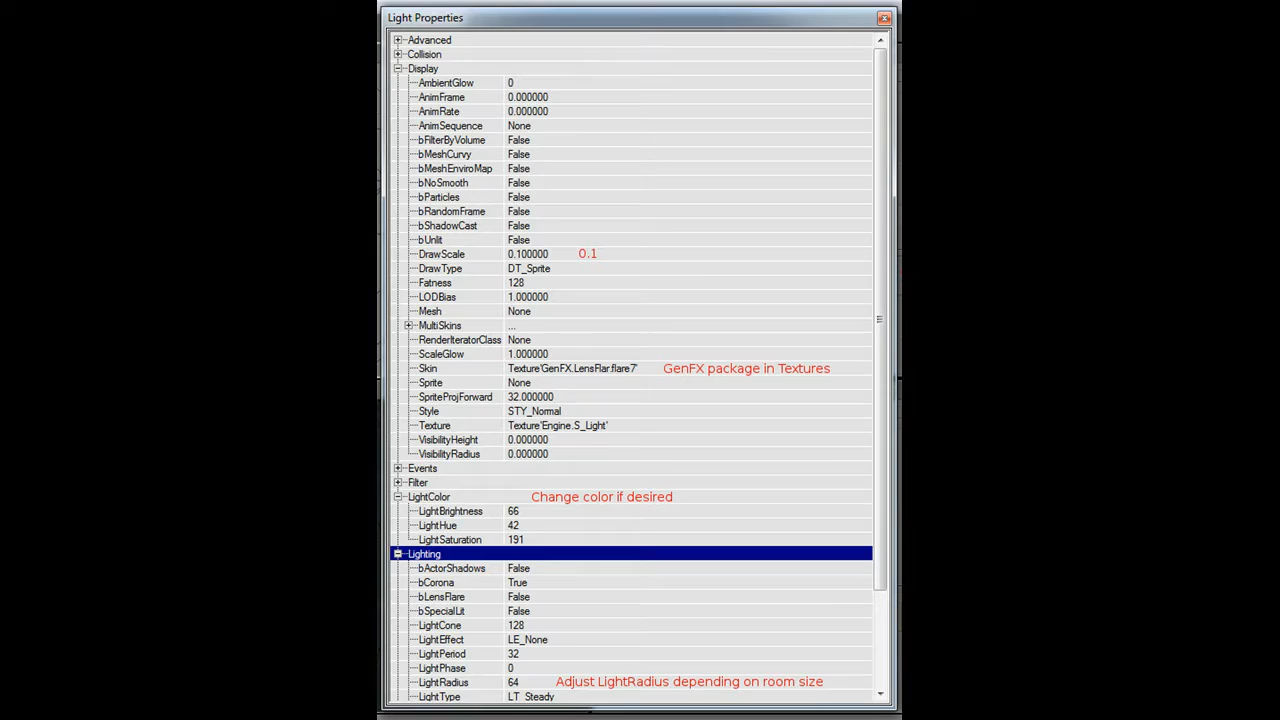 Light Properties
Advanced
Collision
Display
AmbientGlow 0
AnimFrame 0.000000
AnimRate 0.000000
AnimSequence None
bFilterByVolume False
bMeshCurvy False
bMeshEnviroMap False
bNoSmooth False
bParticles False
bRandomFrame False
bShadowCast False
bUnlit False
DrawScale 0.100000 0.1
DrawType DT_Sprite
Fatness 128
LODBias 1.000000
Mesh None
MultiSkins ...
RenderIteratorClass None
ScaleGlow 1.000000
Skin Texture'GenFX.LensFlar.flare7' GenFX package in Textures
Sprite None
SpriteProjForward 32.000000
Style STY_Normal
Texture Texture'Engine.S_Light'
VisibilityHeight 0.000000
VisibilityRadius 0.000000
Events
Filter
LightColor Change color if desired
LightBrightness 66
LightHue 42
LightSaturation 191
Lighting
bActorShadows False
bCorona True
bLensFlare False
bSpecialLit False
LightCone 128
LightEffect LE_None
LightPeriod 32
LightPhase 0
LightRadius 64 Adjust LightRadius depending on room size
LightType LT_Steady